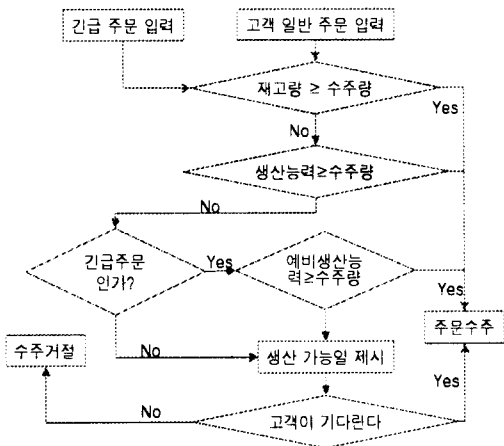 긴급 주문 입력
고객 일반 주문 입력
재고량 ≥ 수주량
Yes
No
생산능력≥수주량
No
긴급주문
인가?
Yes
예비생산능
력≥수주량
Yes
주문수주
수주거절
No
생산 가능일 제시
Yes
No
고객이 기다린다